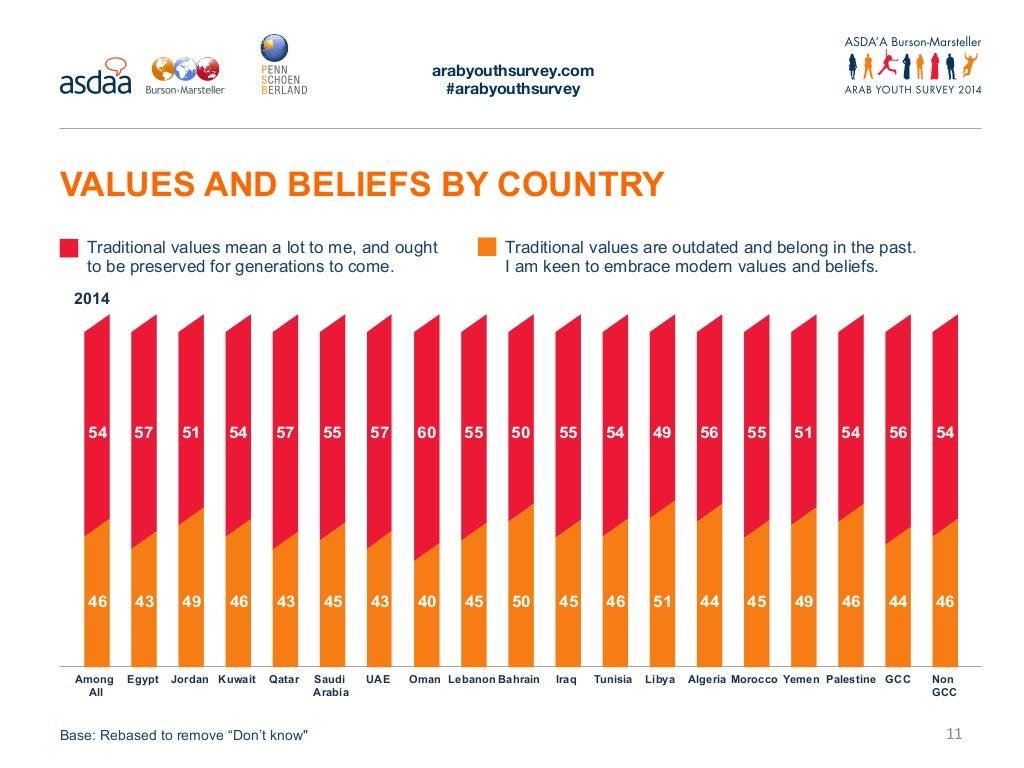 asdaa
Burson-Marsteller
PENN
SCHOEN
BERLAND
arabyouthsurvey.com
#arabyouthsurvey
ASDA'A Burson-Marsteller
ARAB YOUTH SURVEY 2014
VALUES AND BELIEFS BY COUNTRY
Traditional values mean a lot to me, and ought
to be preserved for generations to come.
Traditional values are outdated and belong in the past.
I am keen to embrace modern values and beliefs.
2014
54 57 51 54 57 55 57 60 55 50 55 54 49 56 55 51 54 56 54
46 43 49 46 43 45 43 40 45 50 45 46 51 44 45 49 46 44 46
Among Egypt Jordan Kuwait Qatar Saudi UAE Oman Lebanon Bahrain Iraq Tunisia Libya Algeria Morocco Yemen Palestine GCC Non
All Arabia GCC
Base: Rebased to remove “Don’t know"
11